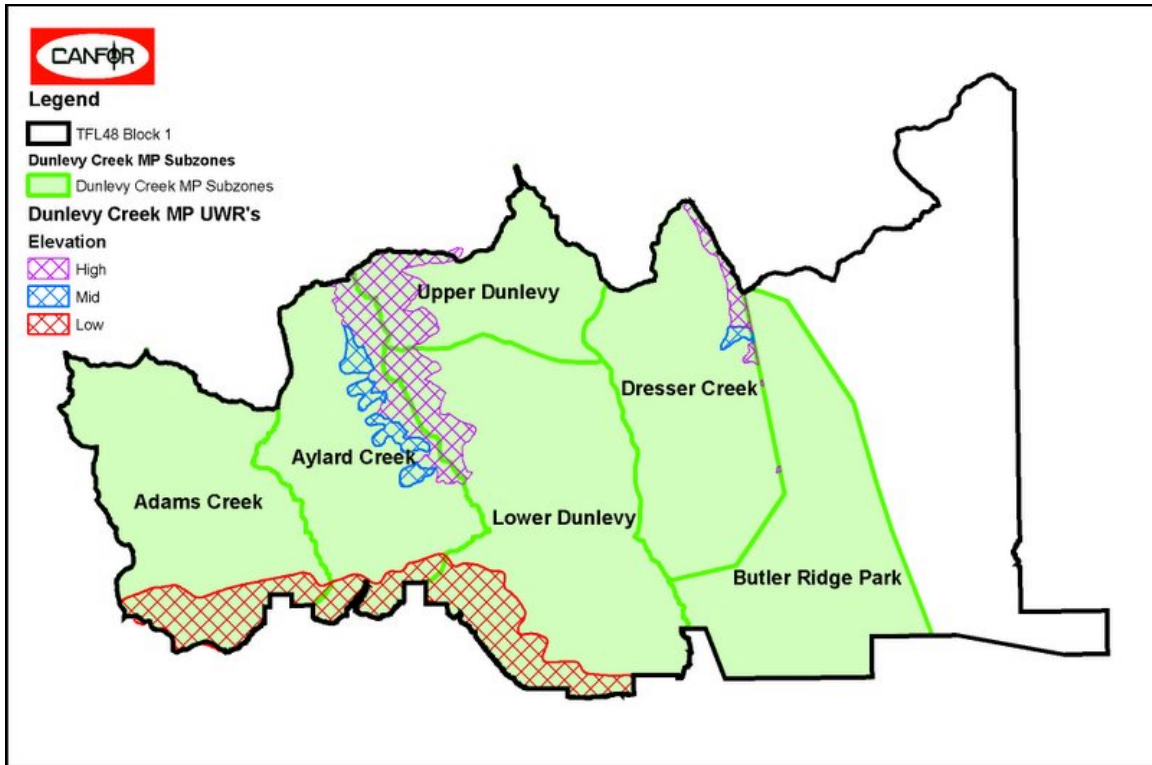 CANFOR
Legend
TFL48 Block 1
Dunlevy Creek MP Subzones
Dunlevy Creek MP Subzones
Dunlevy Creek MP UWR's
Elevation
High
Mid
Low
Upper Dunlevy
Dresser Creek
Aylard Creek
Adams Creek
Lower Dunlevy
Butler Ridge Park